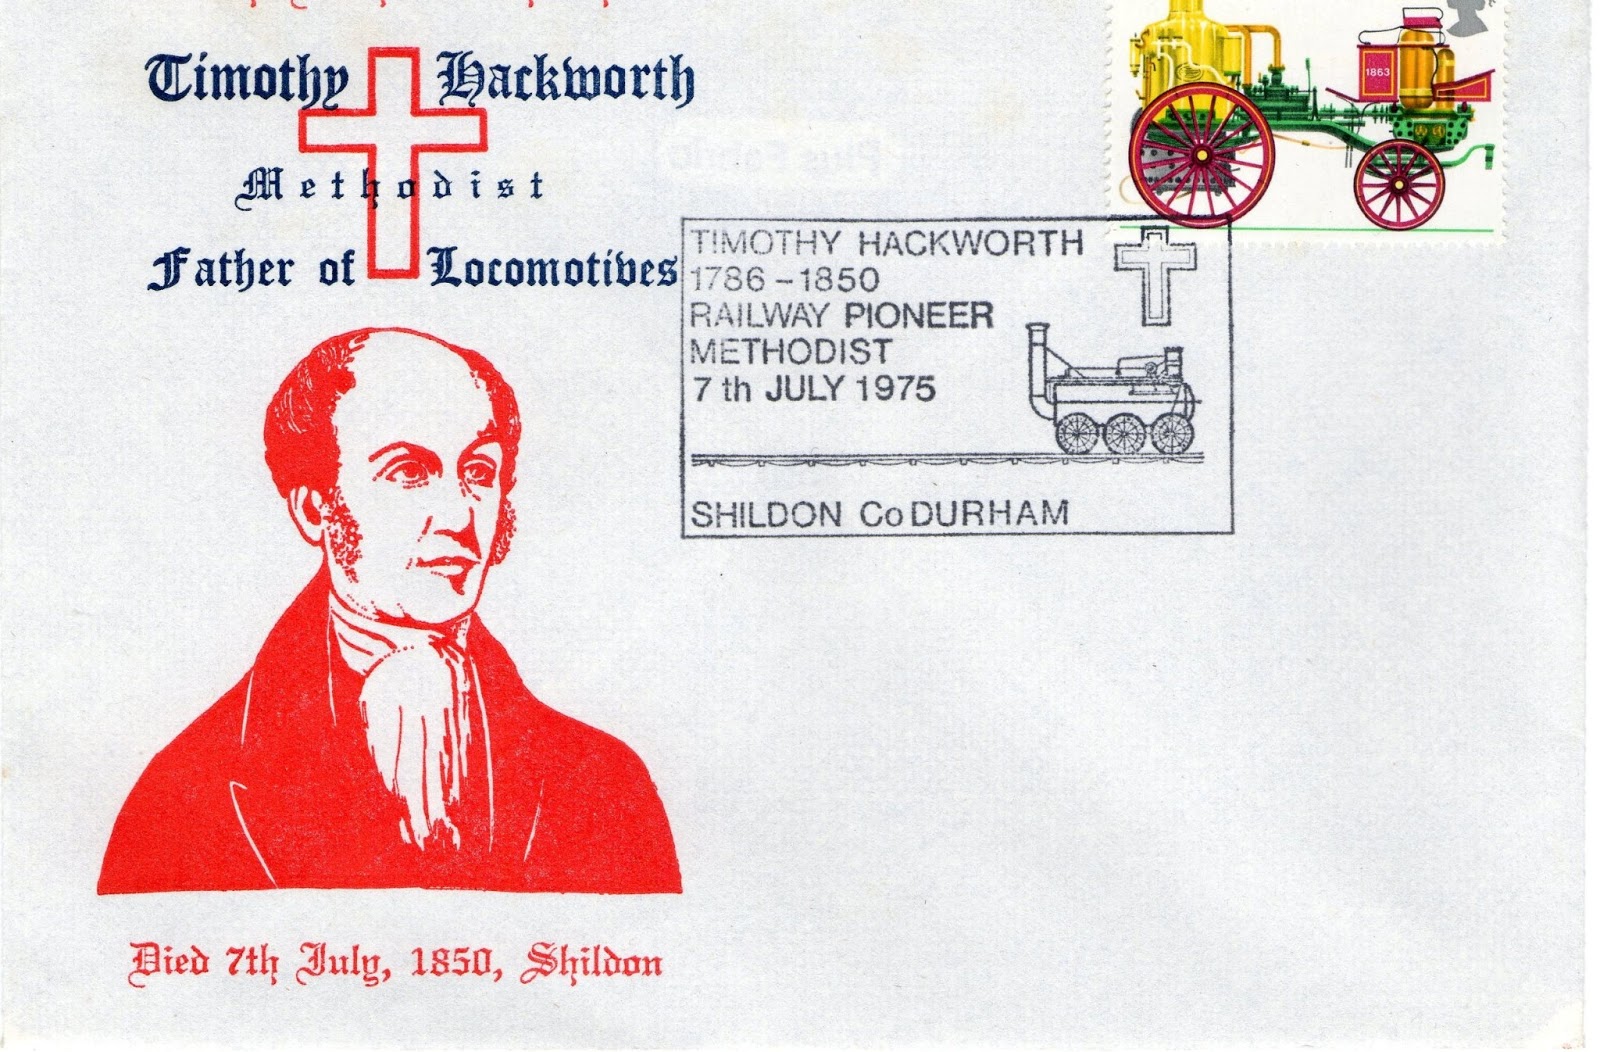 Timothy Hackworth
Methodist
Father of Locomotives
1863
TIMOTHY HACKWORTH
1786-1850
RAILWAY PIONEER
METHODIST
7 th JULY 1975
SHILDON Co DURHAM
Died 7th July, 1850, Shildon